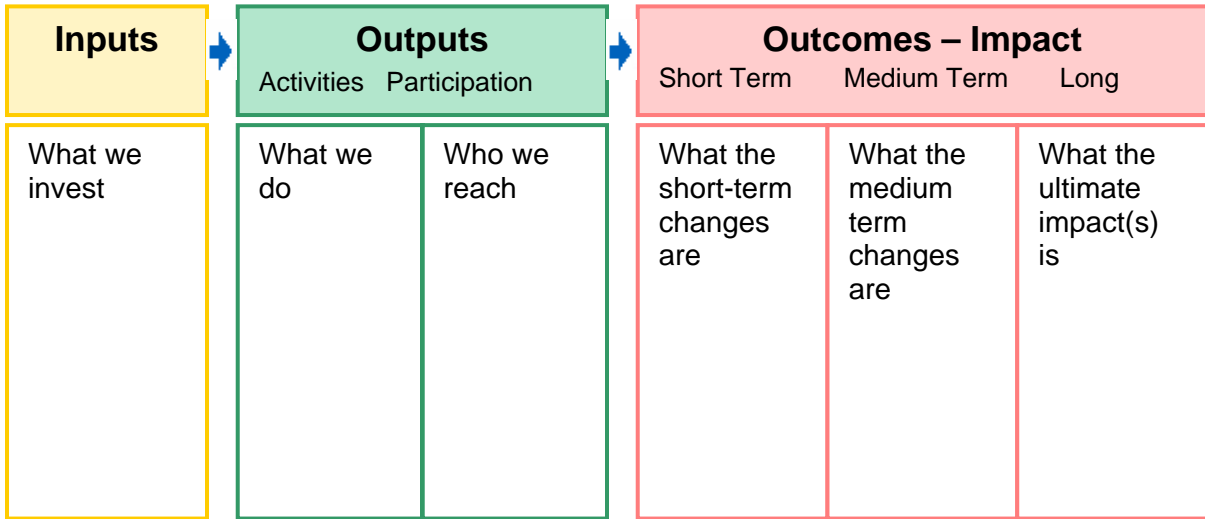 Inputs
Outputs
Activities Participation
Outcomes – Impact
Short Term Medium Term Long
What we
invest
What we
do
Who we
reach
What the
short-term
changes
are
What the
medium
term
changes
are
What the
ultimate
impact(s)
is